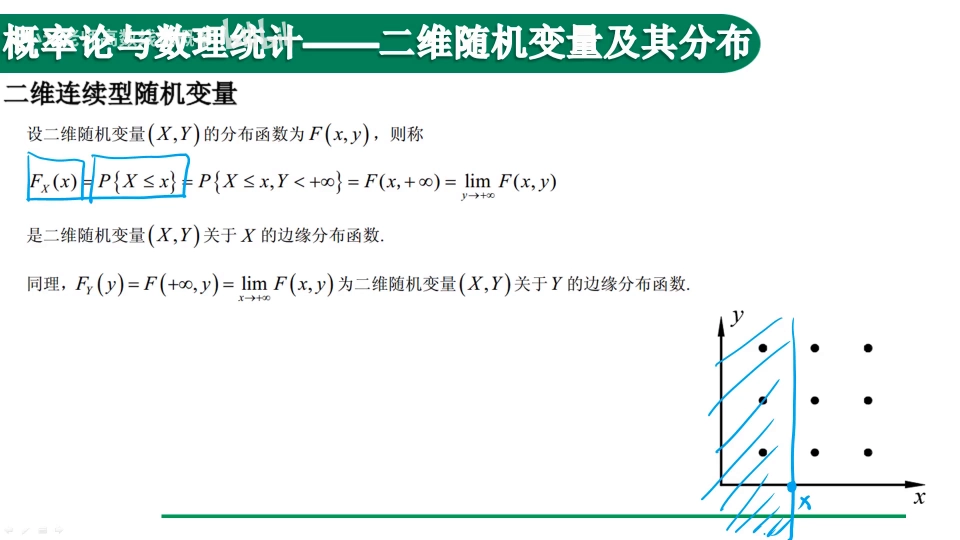 概率论与数理统计——二维随机变量及其分布
二维连续型随机变量
设二维随机变量(X,Y)的分布函数为F(x,y)，则称
F_X(x)=P{X≤x}=P{X≤x,Y<+∞}=F(x,+∞)=lim_{y→+∞}F(x,y)
是二维随机变量(X,Y)关于X的边缘分布函数.
同理，F_Y(y)=F(+∞,y)=lim_{x→+∞}F(x,y)为二维随机变量(X,Y)关于Y的边缘分布函数.
y
x
x